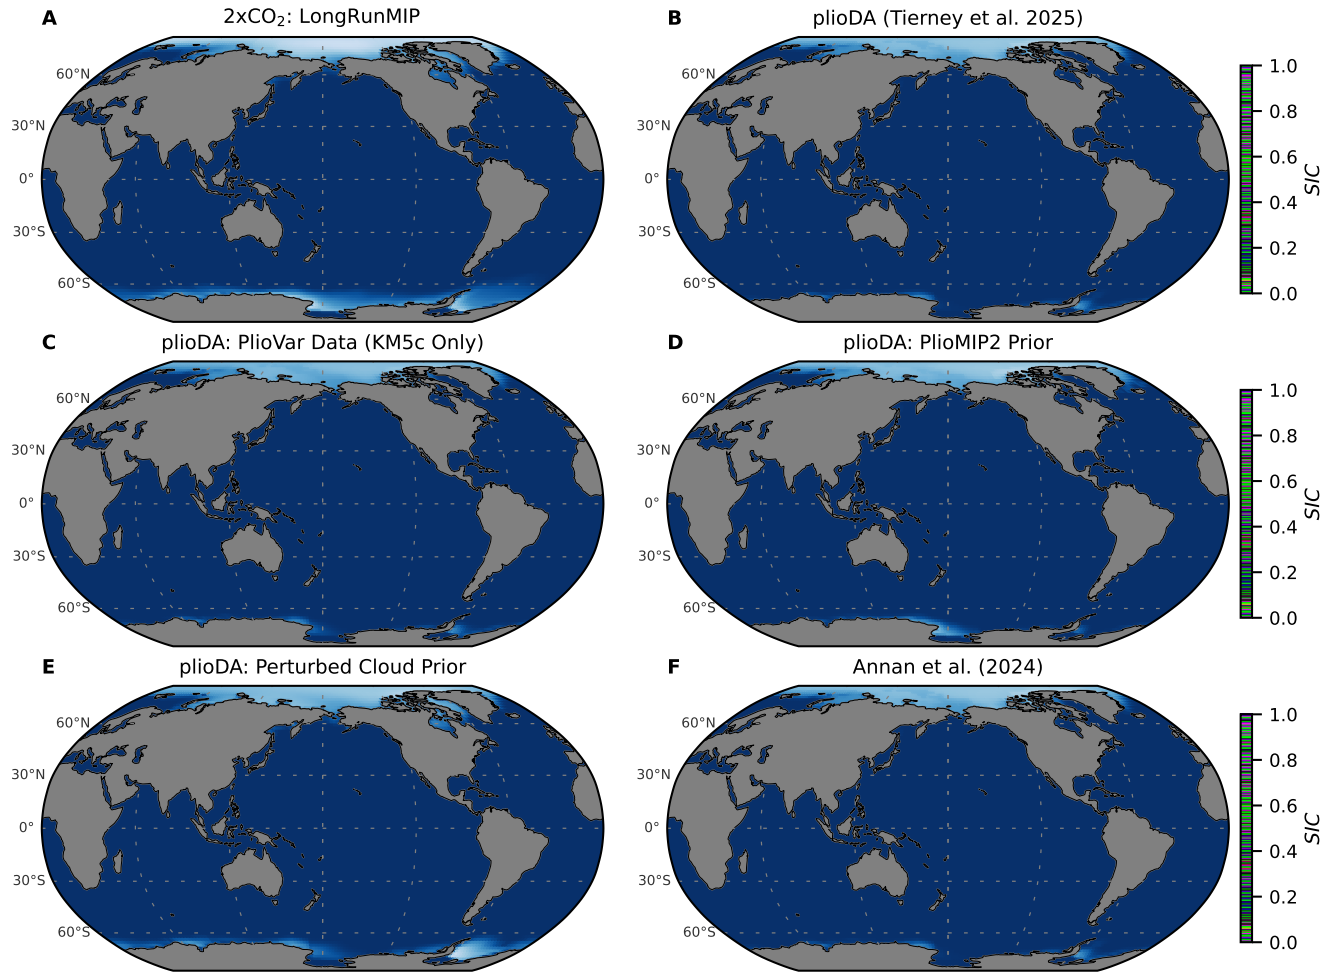 A 2xCO₂: LongRunMIP
60°N
30°N
0°
30°S
60°S
B plioDA (Tierney et al. 2025)
60°N
30°N
0°
30°S
60°S
1.0
0.8
0.6
0.4
0.2
0.0
SIC
C plioDA: PlioVar Data (KM5c Only)
60°N
30°N
0°
30°S
60°S
D plioDA: PlioMIP2 Prior
60°N
30°N
0°
30°S
60°S
1.0
0.8
0.6
0.4
0.2
0.0
SIC
E plioDA: Perturbed Cloud Prior
60°N
30°N
0°
30°S
60°S
F Annan et al. (2024)
60°N
30°N
0°
30°S
60°S
1.0
0.8
0.6
0.4
0.2
0.0
SIC